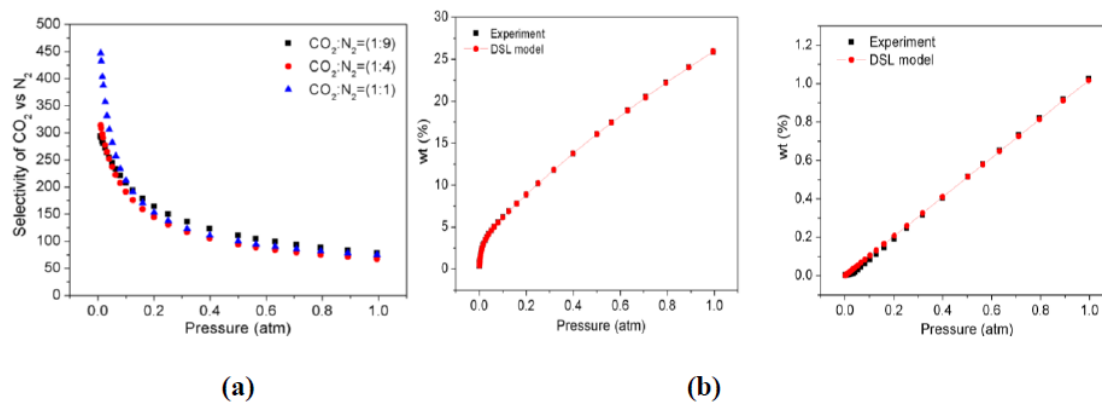 500
450
400
350
300
250
200
150
100
50
0
Selectivity of CO₂ vs N₂
CO₂:N₂=(1:9)
CO₂:N₂=(1:4)
CO₂:N₂=(1:1)
0.0 0.2 0.4 0.6 0.8 1.0
Pressure (atm)
(a)
30
25
20
15
10
5
0
wt (%)
Experiment
DSL model
0.0 0.2 0.4 0.6 0.8 1.0
Pressure (atm)
1.2
1.0
0.8
0.6
0.4
0.2
0.0
wt (%)
Experiment
DSL model
0.0 0.2 0.4 0.6 0.8 1.0
Pressure (atm)
(b)